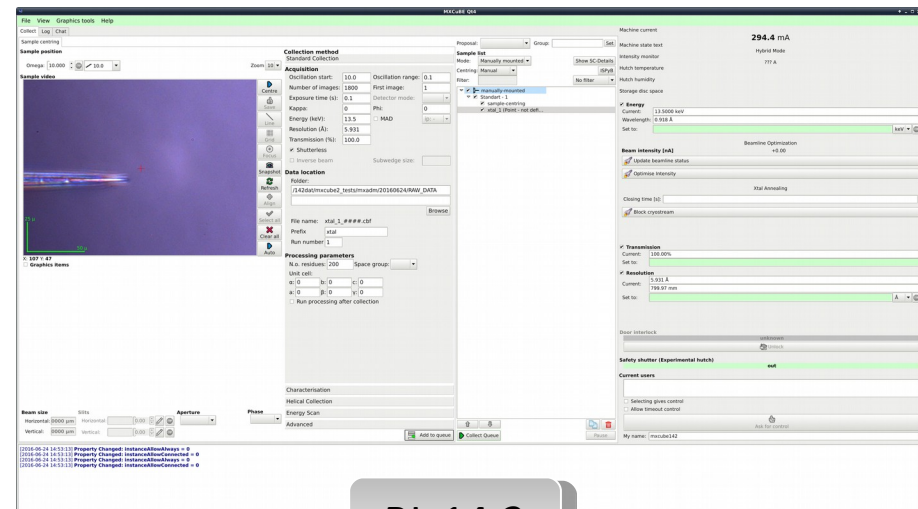 MXCuBE Qt4
File View Graphics tools Help
Collect Log Chat
Sample centring
Sample position
Omega: 10.000 10.0 Zoom 10
Sample video
Centre
Save
Line
Grid
Focus
Snapshot
Refresh
Align
Select all
Clear all
Auto
75 μ
50 μ
X: 107 Y: 47
Graphics items
Beam size Slits Aperture Phase
Horizontal: 0000 μm Horizontal: 0.00
Vertical: 0000 μm Vertical: 0.00
Collection method
Standard Collection
Acquisition
Oscillation start: 10.0 Oscillation range: 0.1
Number of images: 1800 First image: 1
Exposure time (s): 0.1 Detector mode:
Kappa: 0 Phi: 0
Energy (keV): 13.5 MAD
Resolution (Å): 5.931
Transmission (%): 100.0
Shutterless
Inverse beam Subwedge size:
Data location
Folder:
/142dat/mxcube2_tests/mxadm/20160624/RAW_DATA
Browse
File name: xtal_1_####.cbf
Prefix xtal
Run number 1
Processing parameters
N.o. residues: 200 Space group:
Unit cell:
α: 0 b: 0 c: 0
a: 0 β: 0 γ: 0
Run processing after collection
Characterisation
Helical Collection
Energy Scan
Advanced
Add to queue
Proposal: Group: Set
Sample list
Mode: Manually mounted Show SC-Details
Centring: Manual ISPyB
Filter: No filter
manually-mounted
Standart - 1
sample-centring
xtal_1 (Point - not defi...
Collect Queue Pause
Machine current
294.4 mA
Machine state text Hybrid Mode
Intensity monitor ??? A
Hutch temperature
Hutch humidity
Storage disc space
Energy
Current: 13.5000 keV
Wavelength: 0.918 Å
Set to: keV
Beamline Optimization
Beam intensity [nA] +0.00
Update beamline status
Optimise Intensity
Xtal Annealing
Closing time [s]:
Block cryostream
Transmission
Current: 100.00%
Set to:
Resolution
Current: 5.931 Å
799.97 mm
Set to: Å
Door interlock
unknown
Unlock
Safety shutter (Experimental hutch)
out
Current users
Selecting gives control
Allow timeout control
Ask for control
My name: mxcube142
[2016-06-24 14:53:13] Property Changed: instanceAllowAlways = 0
[2016-06-24 14:53:13] Property Changed: instanceAllowConnected = 0
[2016-06-24 14:53:13] Property Changed: instanceAllowAlways = 0
[2016-06-24 14:53:13] Property Changed: instanceAllowConnected = 0